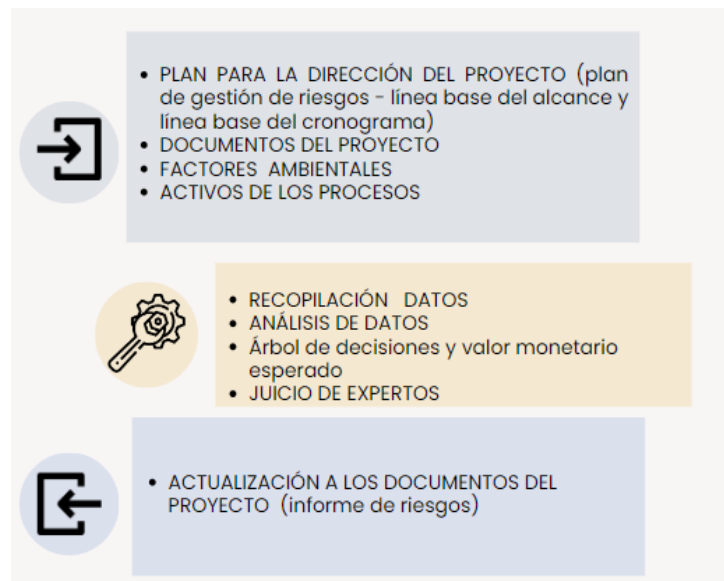 • PLAN PARA LA DIRECCIÓN DEL PROYECTO (plan
de gestión de riesgos - línea base del alcance y
línea base del cronograma)
• DOCUMENTOS DEL PROYECTO
• FACTORES AMBIENTALES
• ACTIVOS DE LOS PROCESOS
• RECOPILACIÓN DATOS
• ANÁLISIS DE DATOS
• Árbol de decisiones y valor monetario
esperado
• JUICIO DE EXPERTOS
• ACTUALIZACIÓN A LOS DOCUMENTOS DEL
PROYECTO (informe de riesgos)